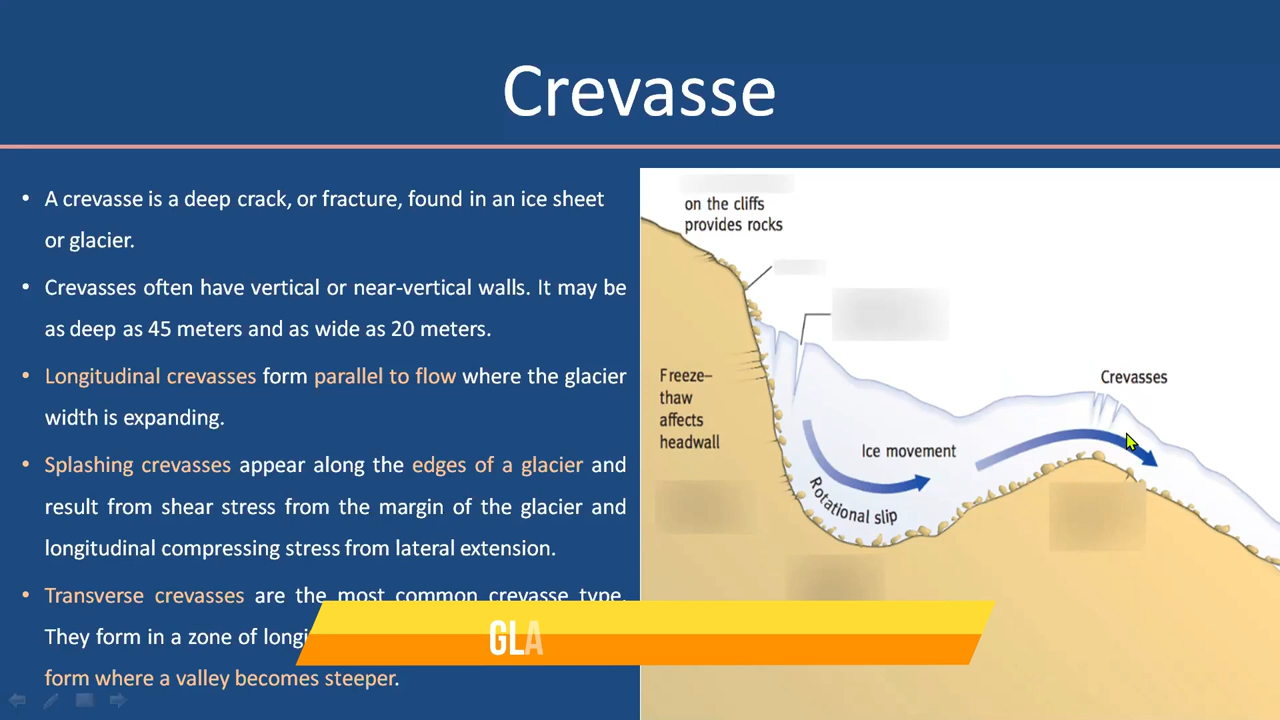 Crevasse
• A crevasse is a deep crack, or fracture, found in an ice sheet
or glacier.
• Crevasses often have vertical or near-vertical walls. It may be
as deep as 45 meters and as wide as 20 meters.
• Longitudinal crevasses form parallel to flow where the glacier
width is expanding.
• Splashing crevasses appear along the edges of a glacier and
result from shear stress from the margin of the glacier and
longitudinal compressing stress from lateral extension.
• Transverse crevasses are the most common crevasse type.
They form in a zone of
form where a valley becomes steeper.
on the cliffs
provides rocks
Freeze–
thaw
affects
headwall
Crevasses
Ice movement
Rotational slip
GLA